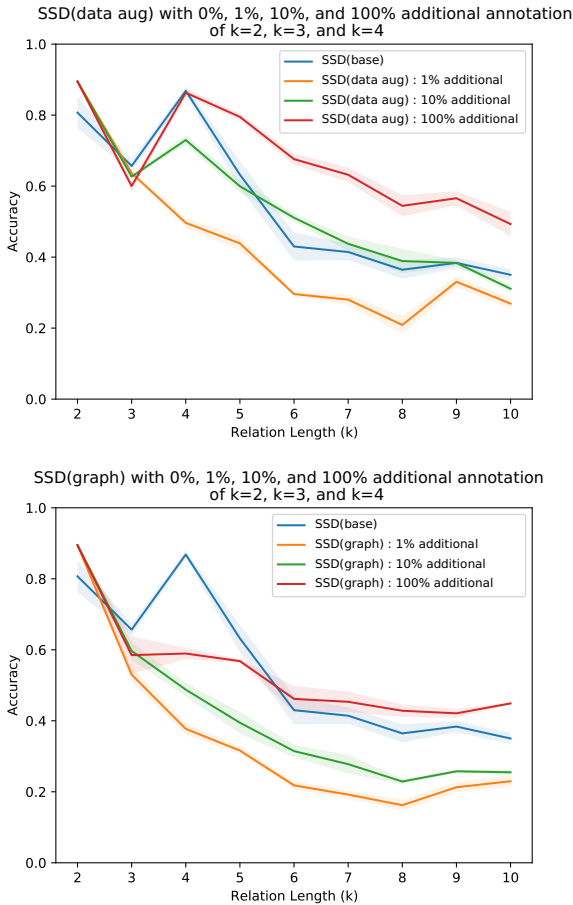 SSD(data aug) with 0%, 1%, 10%, and 100% additional annotation
of k=2, k=3, and k=4
1.0
0.8
0.6
0.4
0.2
0.0
Accuracy
SSD(base)
SSD(data aug) : 1% additional
SSD(data aug) : 10% additional
SSD(data aug) : 100% additional
2 3 4 5 6 7 8 9 10
Relation Length (k)
SSD(graph) with 0%, 1%, 10%, and 100% additional annotation
of k=2, k=3, and k=4
1.0
0.8
0.6
0.4
0.2
0.0
Accuracy
SSD(base)
SSD(graph) : 1% additional
SSD(graph) : 10% additional
SSD(graph) : 100% additional
2 3 4 5 6 7 8 9 10
Relation Length (k)